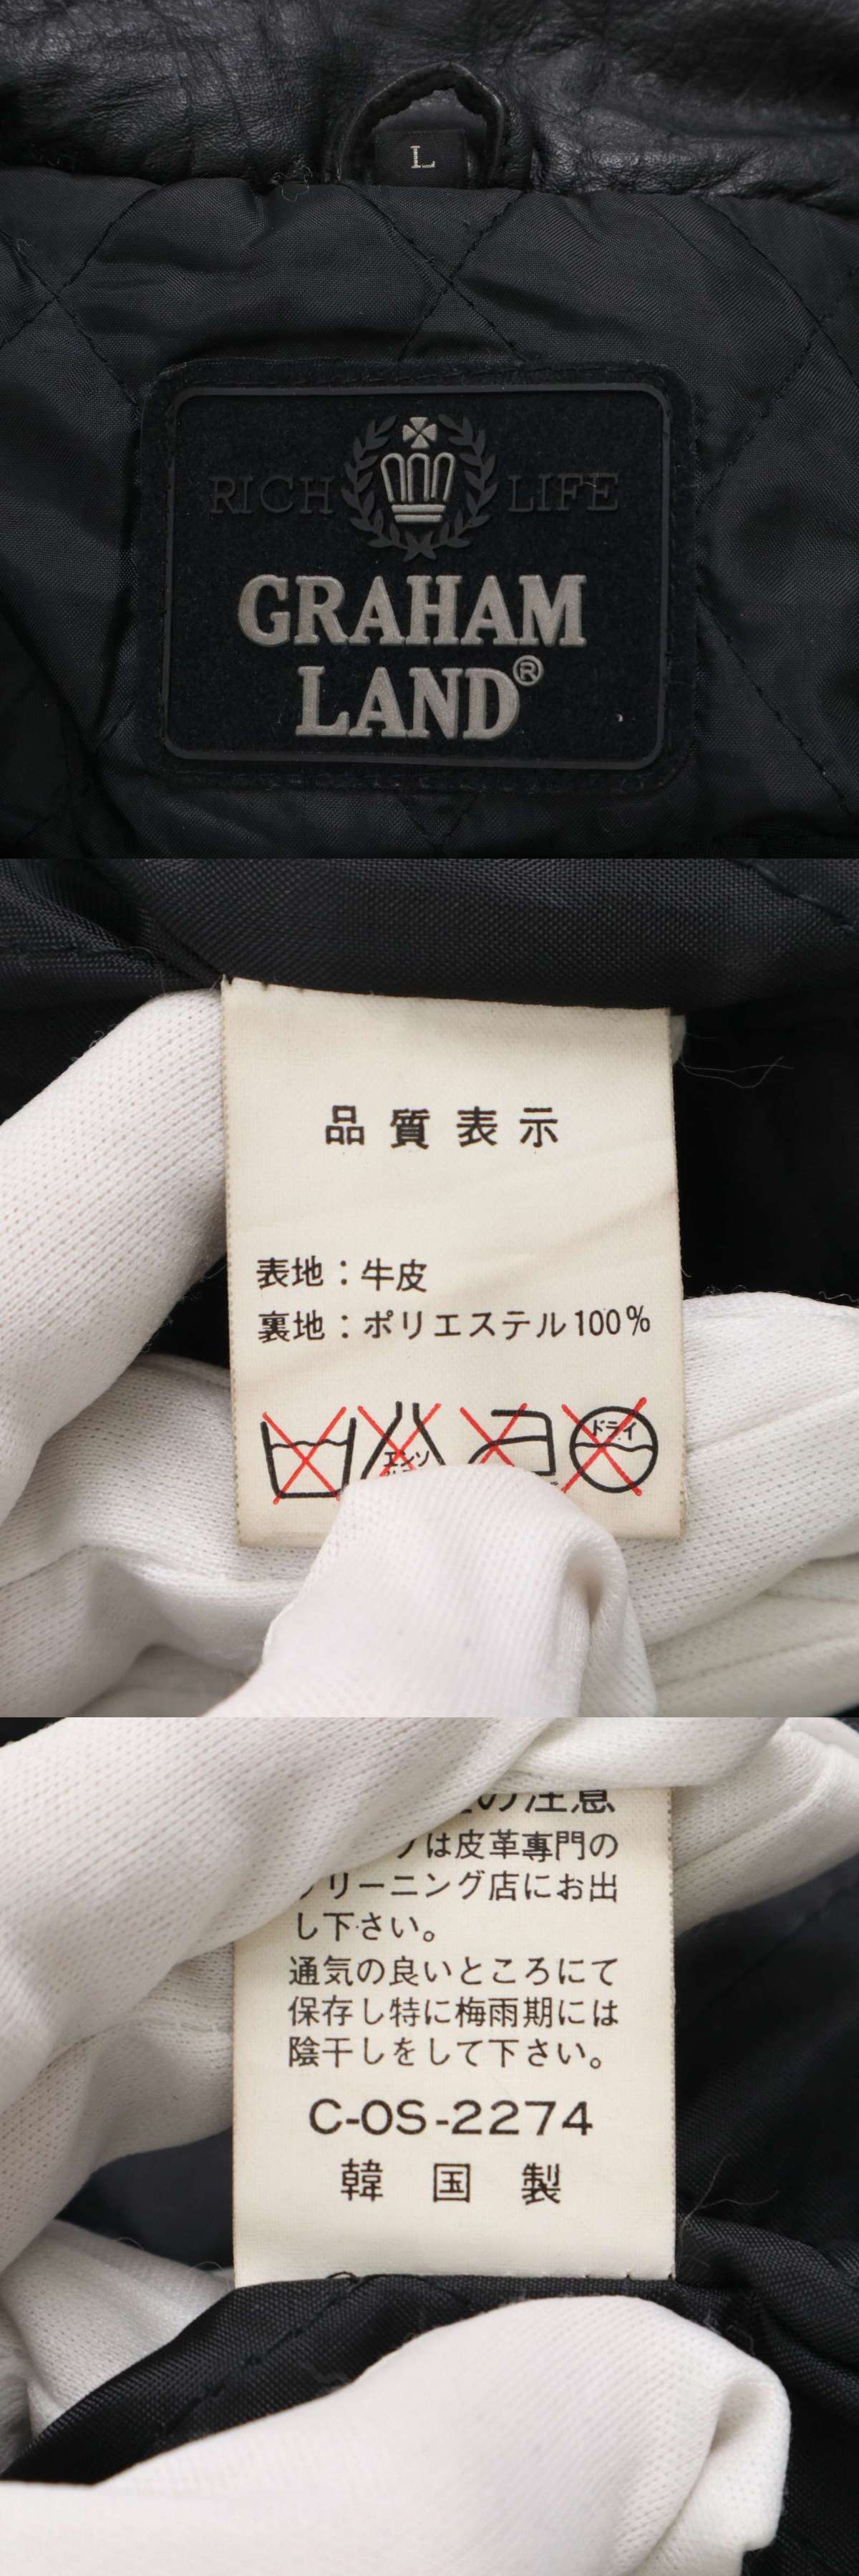 L
RICH LIFE
GRAHAM
LAND®
品質表示
表地：牛皮
裏地：ポリエステル100%
エンソ
ドライ
の注意
は皮革專門の
リーニング店にお出
し下さい。
通気の良いところにて
保存し特に梅雨期には
陰干しをして下さい。
C-OS-2274
韓国製